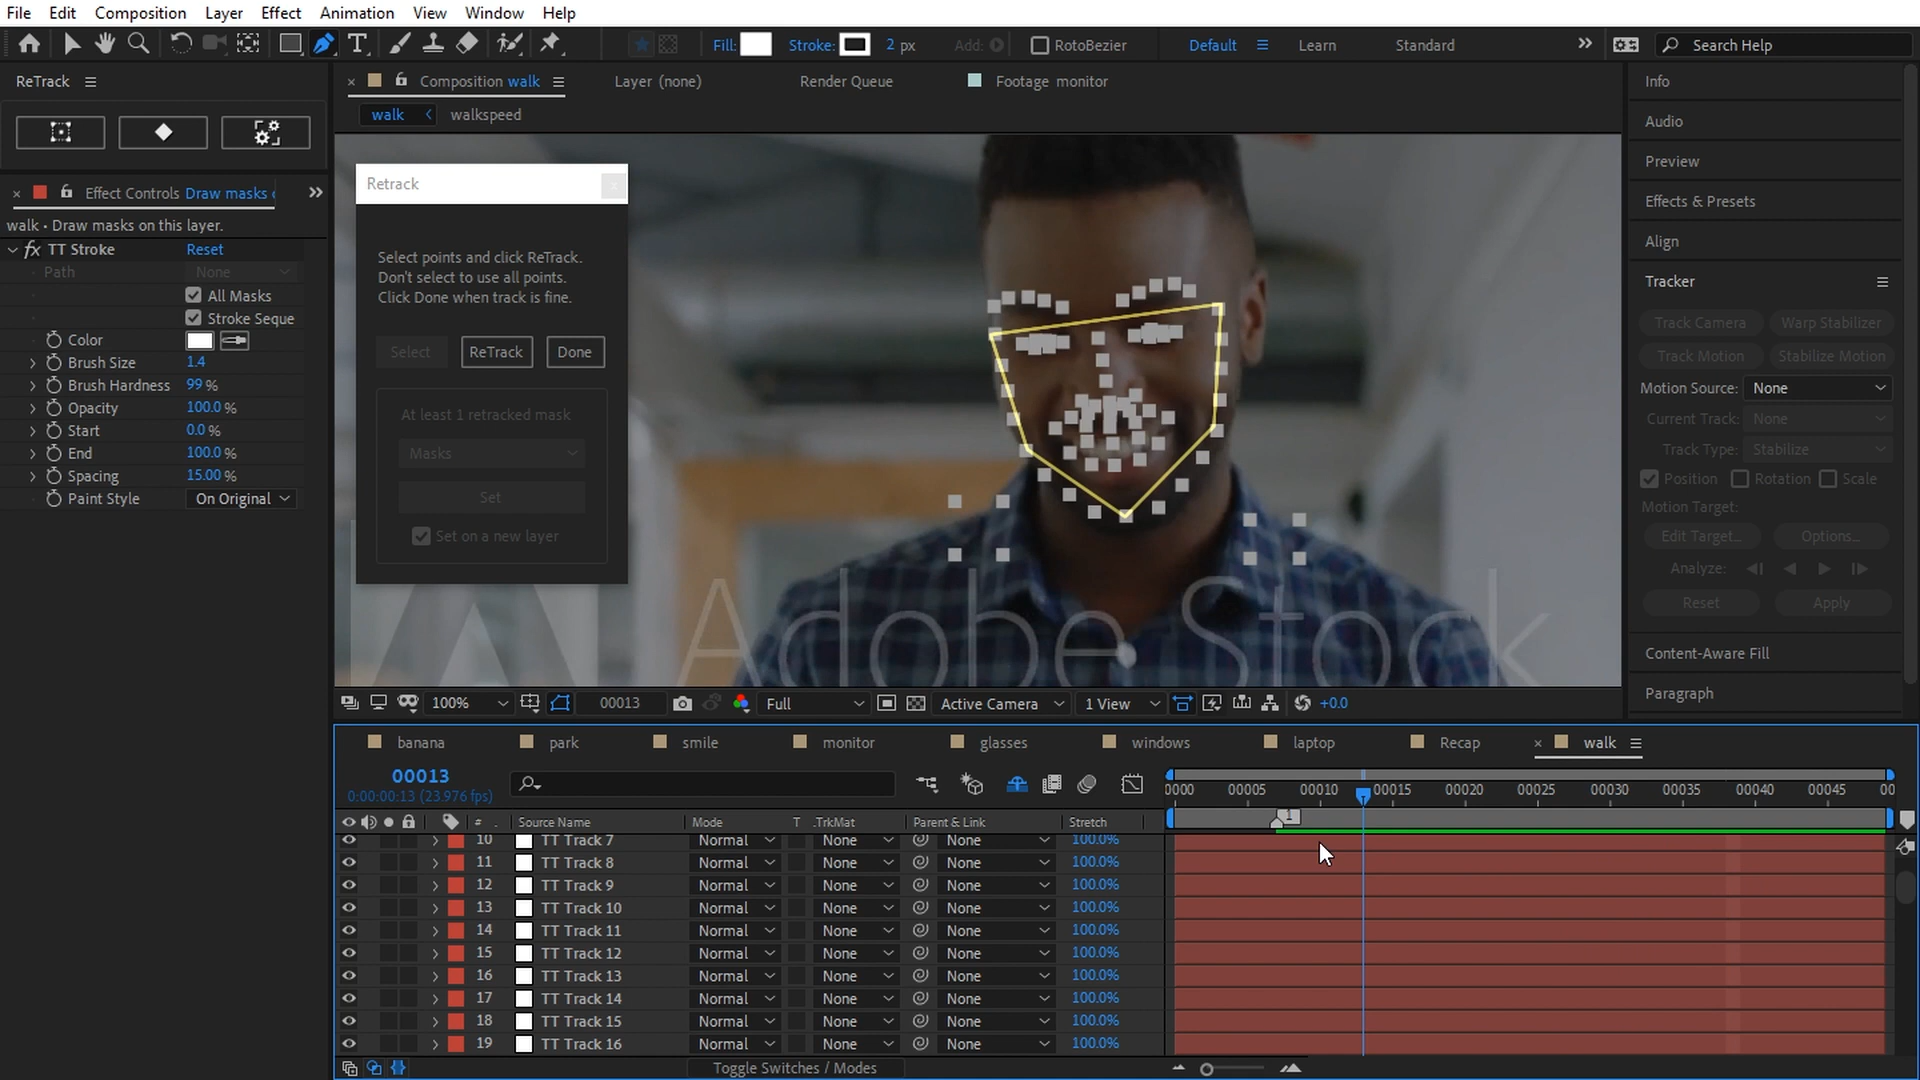 File Edit Composition Layer Effect Animation View Window Help
T Fill: Stroke: 2 px Add: RotoBezier Default Learn Standard Search Help
ReTrack
Composition walk Layer (none) Render Queue Footage monitor
walk walkspeed
Effect Controls Draw masks
walk • Draw masks on this layer.
fx TT Stroke Reset
Path None
All Masks
Stroke Seque
Color
Brush Size 1.4
Brush Hardness 99 %
Opacity 100.0 %
Start 0.0 %
End 100.0 %
Spacing 15.00 %
Paint Style On Original
Retrack
Select points and click ReTrack.
Don't select to use all points.
Click Done when track is fine.
Select ReTrack Done
At least 1 retracked mask
Masks
Set
Set on a new layer
Adobe Stock
Info
Audio
Preview
Effects & Presets
Align
Tracker
Track Camera Warp Stabilizer
Track Motion Stabilize Motion
Motion Source: None
Current Track: None
Track Type: Stabilize
Position Rotation Scale
Motion Target:
Edit Target... Options...
Analyze:
Reset Apply
Content-Aware Fill
Paragraph
100% 00013 Full Active Camera 1 View +0.0
banana park smile monitor glasses windows laptop Recap walk
00013
0:00:00:13 (23.976 fps)
0000 00005 00010 00015 00020 00025 00030 00035 00040 00045 00
# . Source Name Mode T .TrkMat Parent & Link Stretch
1
10 TT Track 7 Normal None None 100.0%
11 TT Track 8 Normal None None 100.0%
12 TT Track 9 Normal None None 100.0%
13 TT Track 10 Normal None None 100.0%
14 TT Track 11 Normal None None 100.0%
15 TT Track 12 Normal None None 100.0%
16 TT Track 13 Normal None None 100.0%
17 TT Track 14 Normal None None 100.0%
18 TT Track 15 Normal None None 100.0%
19 TT Track 16 Normal None None 100.0%
Toggle Switches / Modes